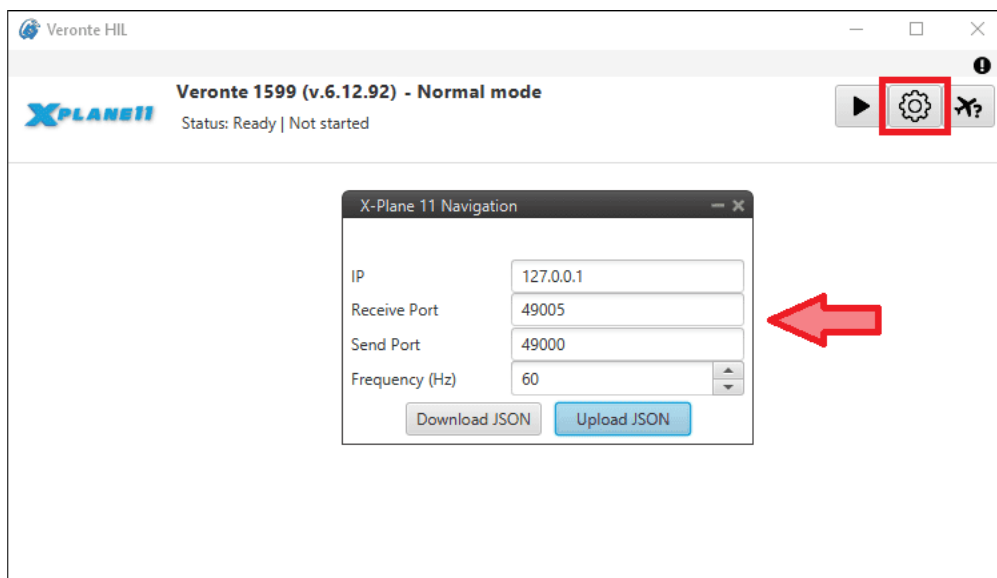 Veronte HIL
XPLANE11
Veronte 1599 (v.6.12.92) - Normal mode
Status: Ready | Not started
?
X-Plane 11 Navigation
IP 127.0.0.1
Receive Port 49005
Send Port 49000
Frequency (Hz) 60
Download JSON Upload JSON